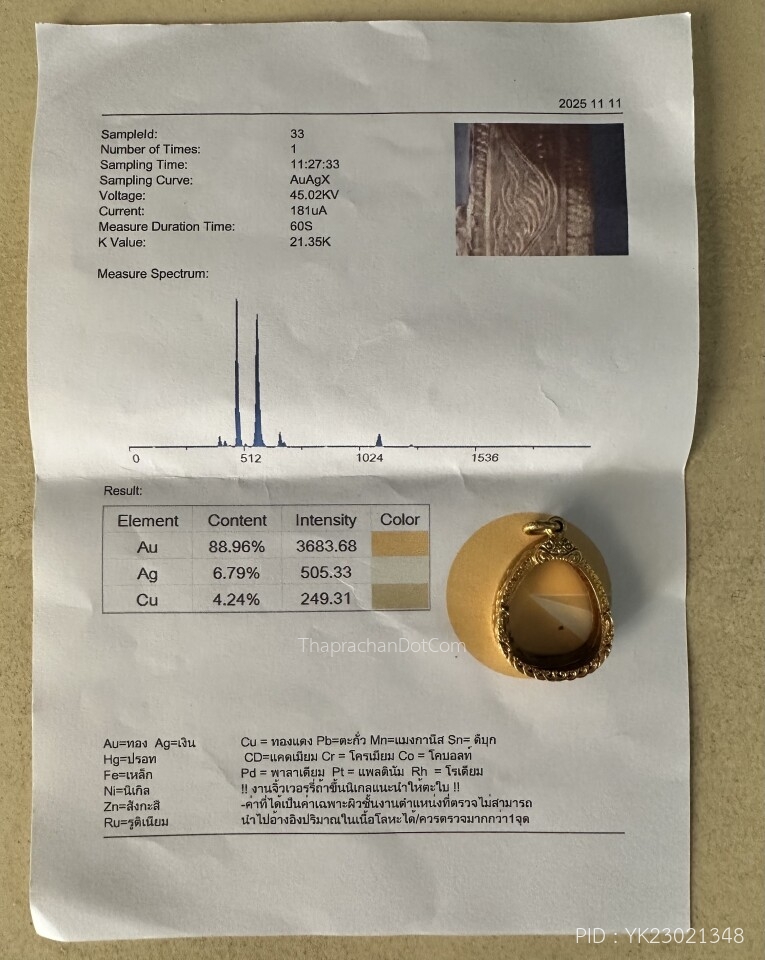 2025 11 11
SampleId: 33
Number of Times: 1
Sampling Time: 11:27:33
Sampling Curve: AuAgX
Voltage: 45.02KV
Current: 181uA
Measure Duration Time: 60S
K Value: 21.35K
Measure Spectrum:
0 512 1024 1536
Result:
Element Content Intensity Color
Au 88.96% 3683.68
Ag 6.79% 505.33
Cu 4.24% 249.31
ThaprachanDotCom
Au=ทอง Ag=เงิน Cu = ทองแดง Pb=ตะกั่ว Mn=แมงกานีส Sn= ดีบุก
Hg=ปรอท CD=แคดเมียม Cr = โครเมียม Co = โคบอลท์
Fe=เหล็ก Pd = พาลาเดียม Pt = แพลตินัม Rh = โรเดียม
Ni=นิเกิล !! งานจิ้วเวอรรี่ถ้าขึ้นนิเกลแนะนำให้ตะใบ !!
Zn=สังกะสี -ค่าที่ได้เป็นค่าเฉพาะผิวชิ้นงานตำแหน่งที่ตรวจไม่สามารถ
Ru=รูติเนียม นำไปอ้างอิงปริมาณในเนื้อโลหะได้/ควรตรวจมากกว่า1จุด
PID : YK23021348